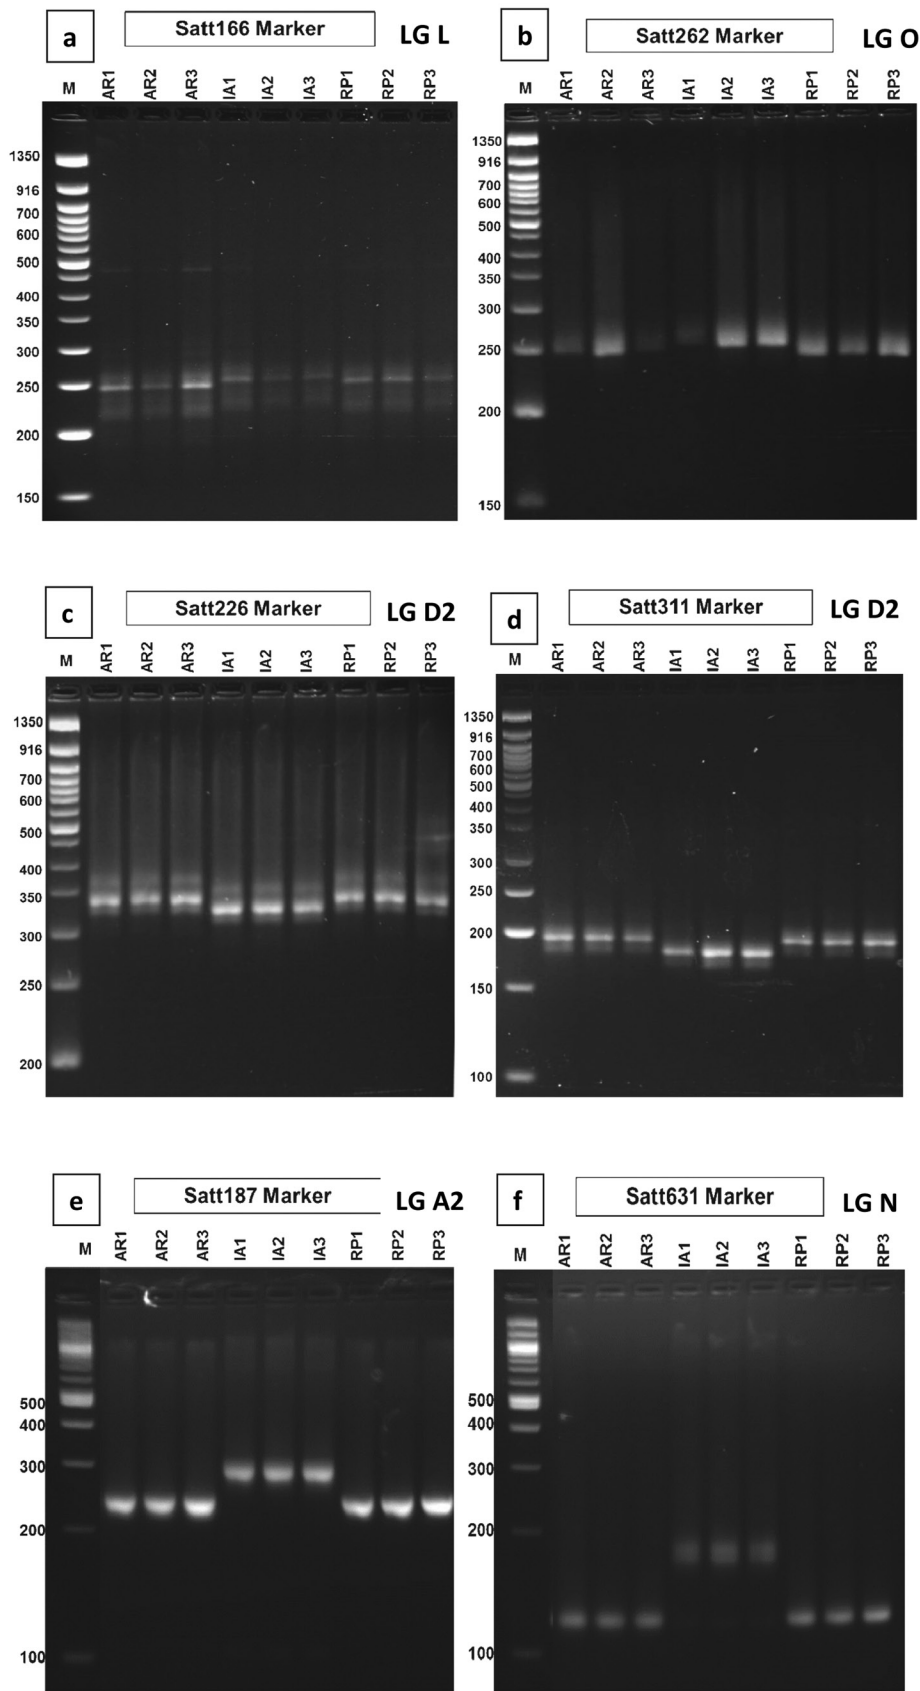 a
Satt166 Marker
LG L
M AR1 AR2 AR3 IA1 IA2 IA3 RP1 RP2 RP3
1350
916
700
600
500
400
350
300
250
200
150
b
Satt262 Marker
LG O
M AR1 AR2 AR3 IA1 IA2 IA3 RP1 RP2 RP3
1350
916
700
600
500
400
350
300
250
200
150
c
Satt226 Marker
LG D2
M AR1 AR2 AR3 IA1 IA2 IA3 RP1 RP2 RP3
1350
916
700
600
500
400
350
300
250
200
d
Satt311 Marker
LG D2
M AR1 AR2 AR3 IA1 IA2 IA3 RP1 RP2 RP3
1350
916
700
600
500
400
350
300
250
200
150
100
e
Satt187 Marker
LG A2
M AR1 AR2 AR3 IA1 IA2 IA3 RP1 RP2 RP3
500
400
300
200
100
f
Satt631 Marker
LG N
M AR1 AR2 AR3 IA1 IA2 IA3 RP1 RP2 RP3
500
400
300
200
100